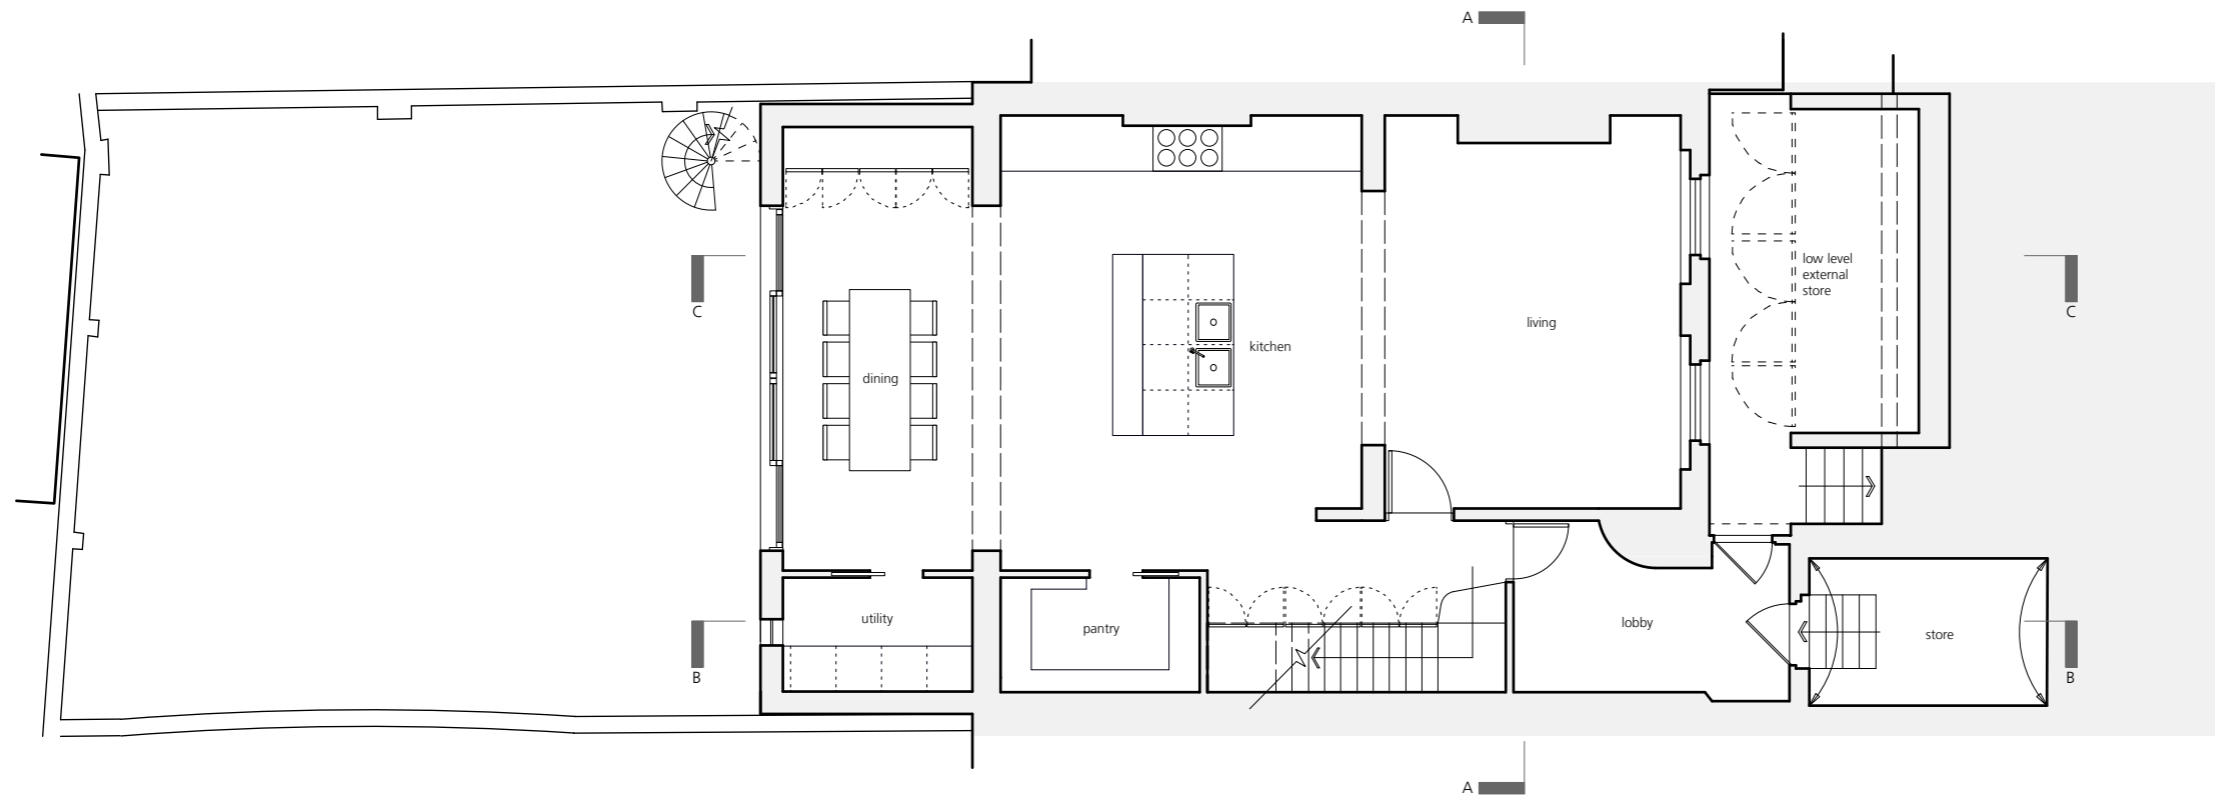 A
C
C
low level
external
store
living
kitchen
dining
utility
pantry
lobby
store
B
B
A